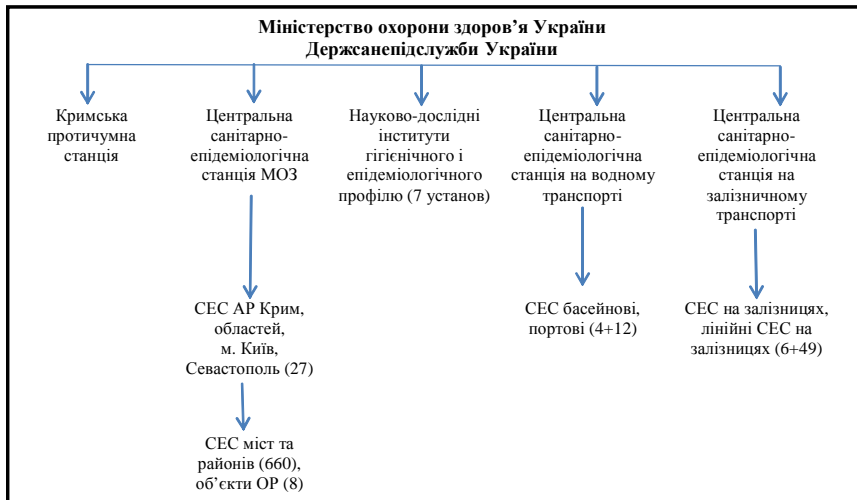 Міністерство охорони здоров’я України
Держсанепідслужби України
Кримська
протичумна
станція
Центральна
санітарно-
епідеміологічна
станція МОЗ
Науково-дослідні
інститути
гігієнічного і
епідеміологічного
профілю (7 установ)
Центральна
санітарно-
епідеміологічна
станція на водному
транспорті
Центральна
санітарно-
епідеміологічна
станція на
залізничному
транспорті
СЕС АР Крим,
областей,
м. Київ,
Севастополь (27)
СЕС басейнові,
портові (4+12)
СЕС на залізницях,
лінійні СЕС на
залізницях (6+49)
СЕС міст та
районів (660),
об’єкти ОР (8)